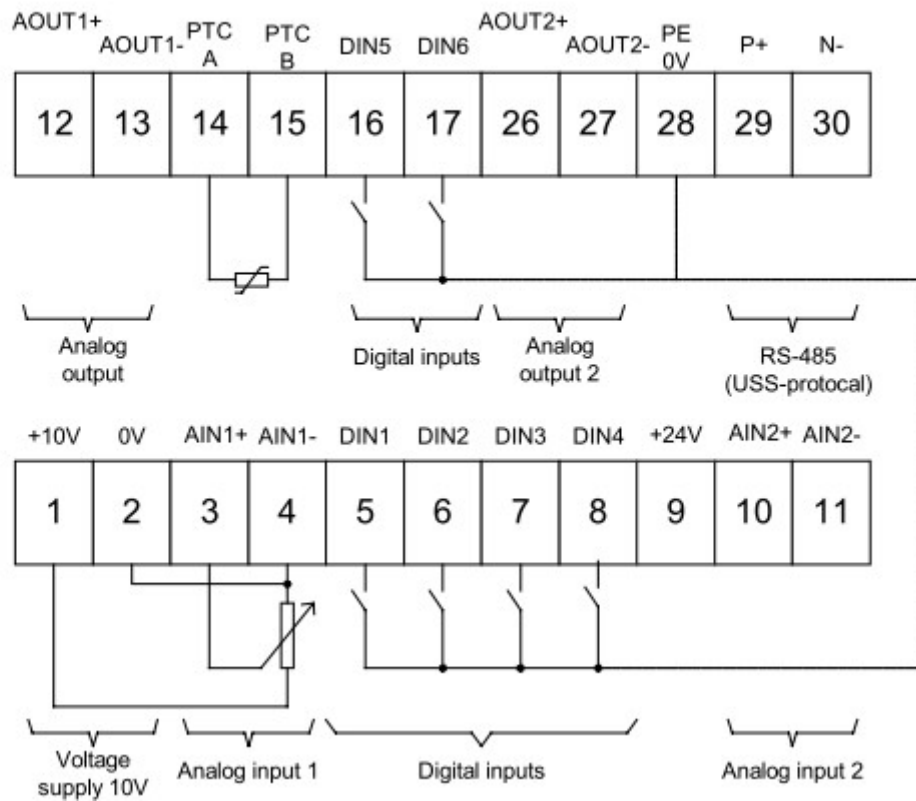 AOUT1+ AOUT1- PTC A PTC B DIN5 DIN6 AOUT2+ AOUT2- PE 0V P+ N-
12 13 14 15 16 17 26 27 28 29 30
Analog output
Digital inputs
Analog output 2
RS-485
(USS-protocal)
+10V 0V AIN1+ AIN1- DIN1 DIN2 DIN3 DIN4 +24V AIN2+ AIN2-
1 2 3 4 5 6 7 8 9 10 11
Voltage
supply 10V
Analog input 1
Digital inputs
Analog input 2